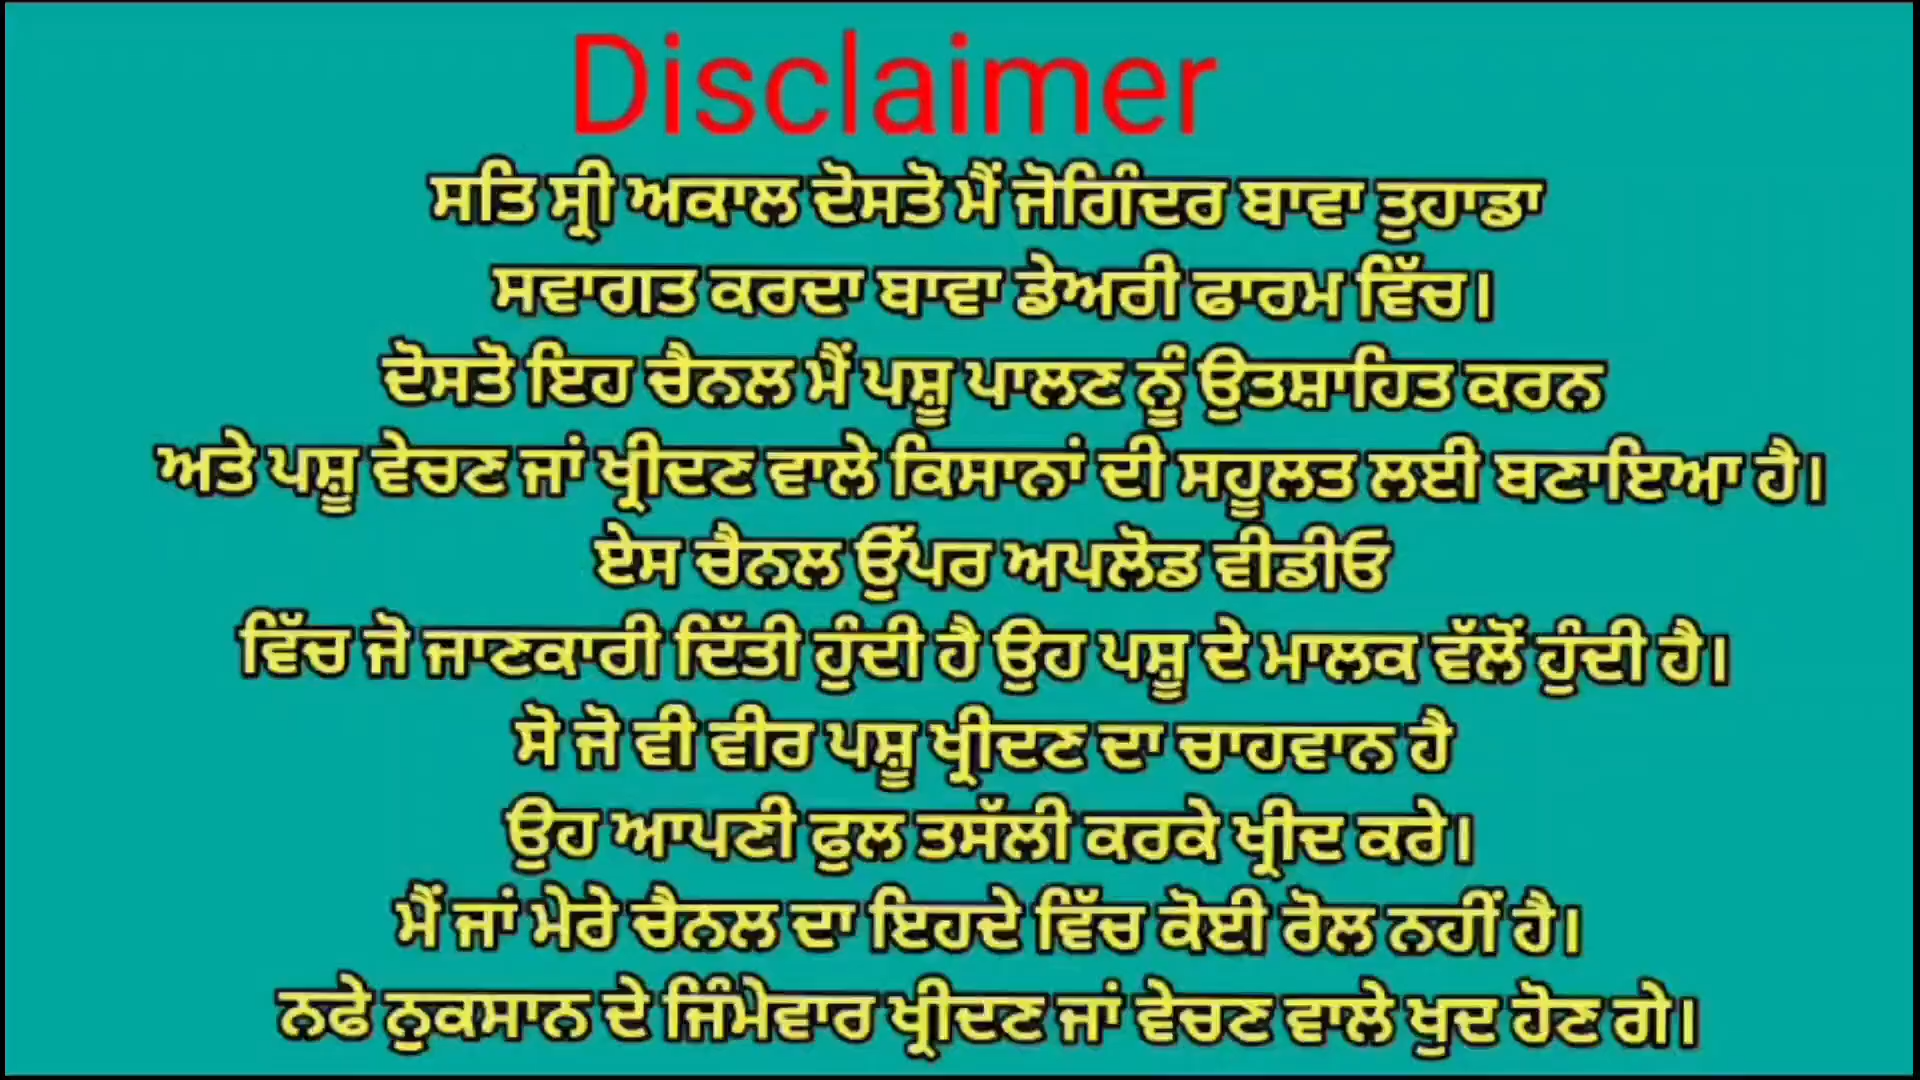 Disclaimer
ਸਤਿ ਸ੍ਰੀ ਅਕਾਲ ਦੋਸਤੋ ਮੈਂ ਜੋਗਿੰਦਰ ਬਾਵਾ ਤੁਹਾਡਾ
ਸਵਾਗਤ ਕਰਦਾ ਬਾਵਾ ਡੇਅਰੀ ਫਾਰਮ ਵਿੱਚ।
ਦੋਸਤੋ ਇਹ ਚੈਨਲ ਮੈਂ ਪਸ਼ੂ ਪਾਲਣ ਨੂੰ ਉਤਸ਼ਾਹਿਤ ਕਰਨ
ਅਤੇ ਪਸ਼ੂ ਵੇਚਣ ਜਾਂ ਖ੍ਰੀਦਣ ਵਾਲੇ ਕਿਸਾਨਾਂ ਦੀ ਸਹੂਲਤ ਲਈ ਬਣਾਇਆ ਹੈ।
ਏਸ ਚੈਨਲ ਉੱਪਰ ਅਪਲੋਡ ਵੀਡੀਓ
ਵਿੱਚ ਜੋ ਜਾਣਕਾਰੀ ਦਿੱਤੀ ਹੁੰਦੀ ਹੈ ਉਹ ਪਸ਼ੂ ਦੇ ਮਾਲਕ ਵੱਲੋਂ ਹੁੰਦੀ ਹੈ।
ਸੋ ਜੋ ਵੀ ਵੀਰ ਪਸ਼ੂ ਖ੍ਰੀਦਣ ਦਾ ਚਾਹਵਾਨ ਹੈ
ਉਹ ਆਪਣੀ ਫੁਲ ਤਸੱਲੀ ਕਰਕੇ ਖ੍ਰੀਦ ਕਰੇ।
ਮੈਂ ਜਾਂ ਮੇਰੇ ਚੈਨਲ ਦਾ ਇਹਦੇ ਵਿੱਚ ਕੋਈ ਰੋਲ ਨਹੀਂ ਹੈ।
ਨਫੇ ਨੁਕਸਾਨ ਦੇ ਜਿੰਮੇਵਾਰ ਖ੍ਰੀਦਣ ਜਾਂ ਵੇਚਣ ਵਾਲੇ ਖੁਦ ਹੋਣ ਗੇ।